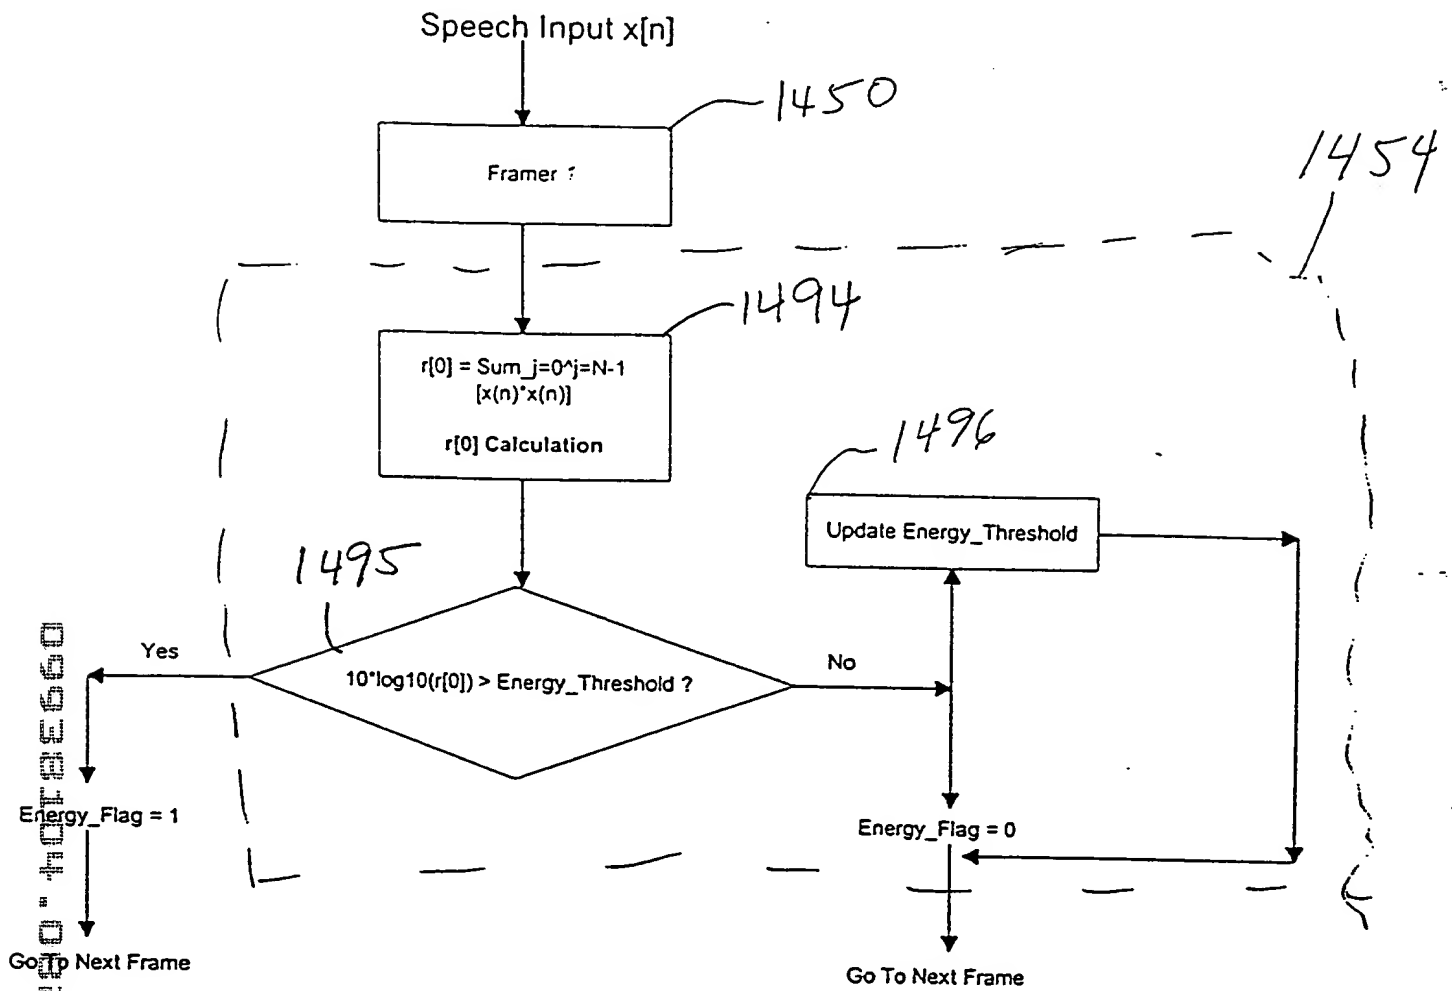 Speech Input x[n]
1450
Framer
1454
1494
r[0] = Sum_j=0^j=N-1
[x(n)*x(n)]
r[0] Calculation
1496
Update Energy_Threshold
1495
Yes
10*log10(r[0]) > Energy_Threshold ?
No
Energy_Flag = 1
Energy_Flag = 0
Go To Next Frame
Go To Next Frame